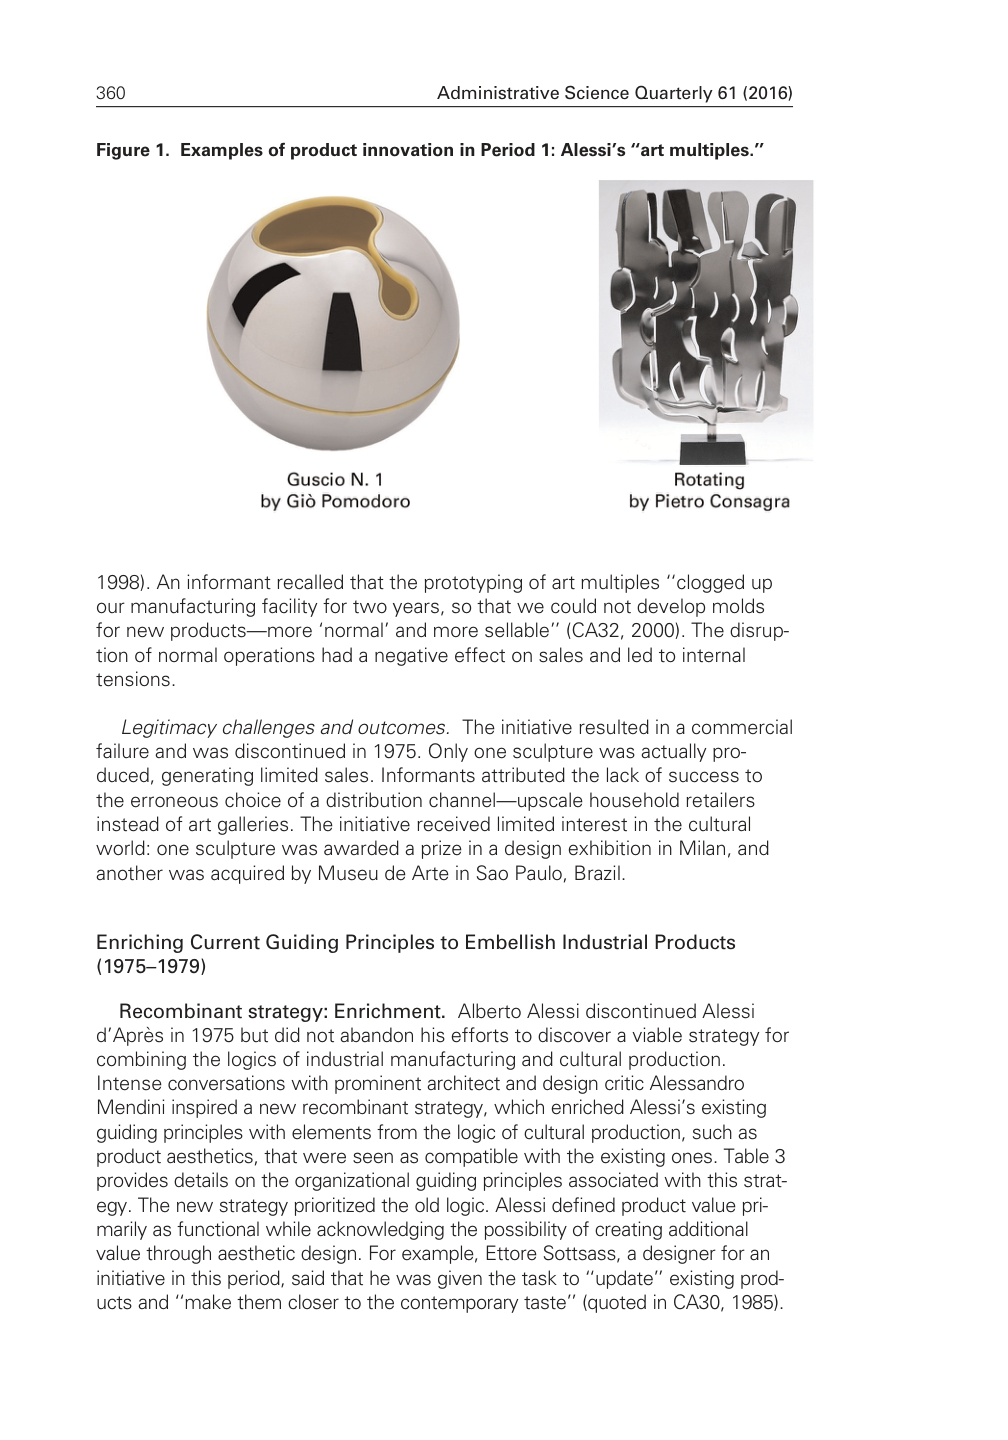 360
Administrative Science Quarterly 61 (2016)
Figure 1. Examples of product innovation in Period 1: Alessi’s ‘‘art multiples.’’
Guscio N. 1
by Giò Pomodoro
Rotating
by Pietro Consagra
1998). An informant recalled that the prototyping of art multiples ‘‘clogged up
our manufacturing facility for two years, so that we could not develop molds
for new products—more ‘normal’ and more sellable’’ (CA32, 2000). The disrup-
tion of normal operations had a negative effect on sales and led to internal
tensions.
Legitimacy challenges and outcomes. The initiative resulted in a commercial
failure and was discontinued in 1975. Only one sculpture was actually pro-
duced, generating limited sales. Informants attributed the lack of success to
the erroneous choice of a distribution channel—upscale household retailers
instead of art galleries. The initiative received limited interest in the cultural
world: one sculpture was awarded a prize in a design exhibition in Milan, and
another was acquired by Museu de Arte in Sao Paulo, Brazil.
Enriching Current Guiding Principles to Embellish Industrial Products
(1975–1979)
Recombinant strategy: Enrichment. Alberto Alessi discontinued Alessi
d’Après in 1975 but did not abandon his efforts to discover a viable strategy for
combining the logics of industrial manufacturing and cultural production.
Intense conversations with prominent architect and design critic Alessandro
Mendini inspired a new recombinant strategy, which enriched Alessi’s existing
guiding principles with elements from the logic of cultural production, such as
product aesthetics, that were seen as compatible with the existing ones. Table 3
provides details on the organizational guiding principles associated with this strat-
egy. The new strategy prioritized the old logic. Alessi defined product value pri-
marily as functional while acknowledging the possibility of creating additional
value through aesthetic design. For example, Ettore Sottsass, a designer for an
initiative in this period, said that he was given the task to ‘‘update’’ existing prod-
ucts and ‘‘make them closer to the contemporary taste’’ (quoted in CA30, 1985).